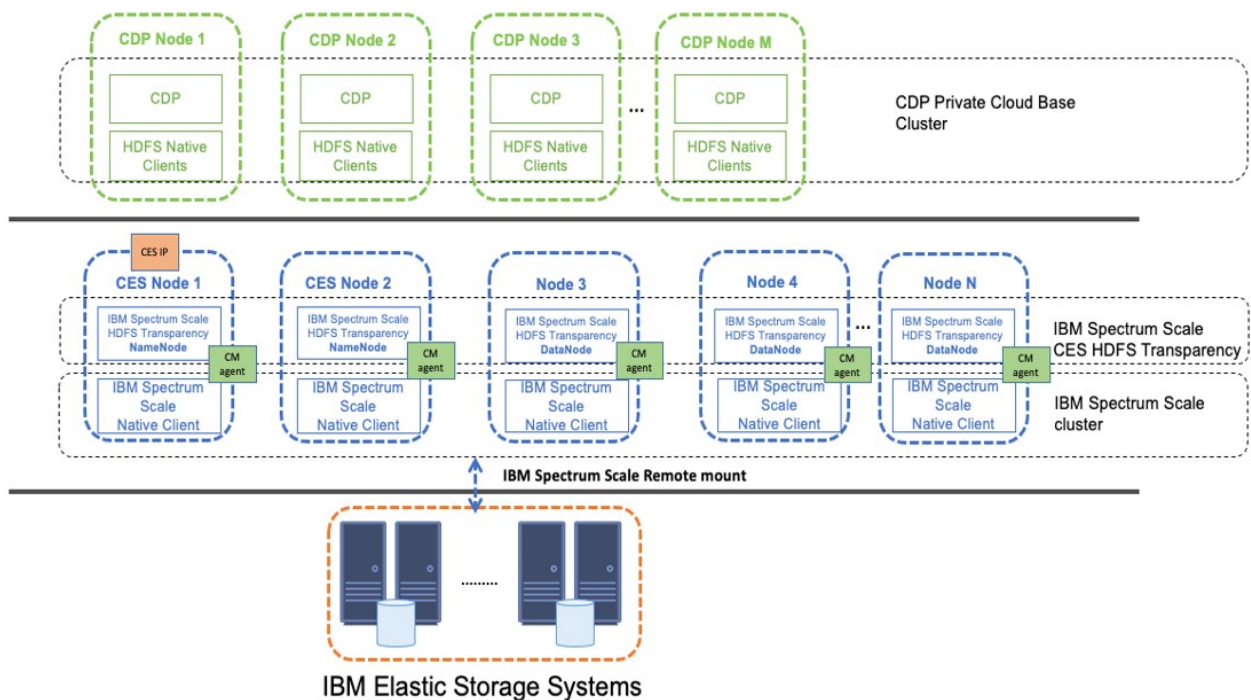 CDP Node 1
CDP Node 2
CDP Node 3
CDP Node M
CDP
CDP
CDP
...
CDP
CDP Private Cloud Base
Cluster
HDFS Native
Clients
HDFS Native
Clients
HDFS Native
Clients
HDFS Native
Clients
CES IP
CES Node 1
CES Node 2
Node 3
Node 4
Node N
IBM Spectrum Scale
HDFS Transparency
NameNode
IBM Spectrum Scale
HDFS Transparency
NameNode
IBM Spectrum Scale
HDFS Transparency
DataNode
IBM Spectrum Scale
HDFS Transparency
DataNode
...
IBM Spectrum Scale
HDFS Transparency
DataNode
IBM Spectrum Scale
CES HDFS Transparency
CM
agent
CM
agent
CM
agent
CM
agent
CM
agent
IBM Spectrum
Scale
Native Client
IBM Spectrum
Scale
Native Client
IBM Spectrum
Scale
Native Client
IBM Spectrum
Scale
Native Client
IBM Spectrum
Scale
Native Client
IBM Spectrum Scale
cluster
IBM Spectrum Scale Remote mount
.........
IBM Elastic Storage Systems